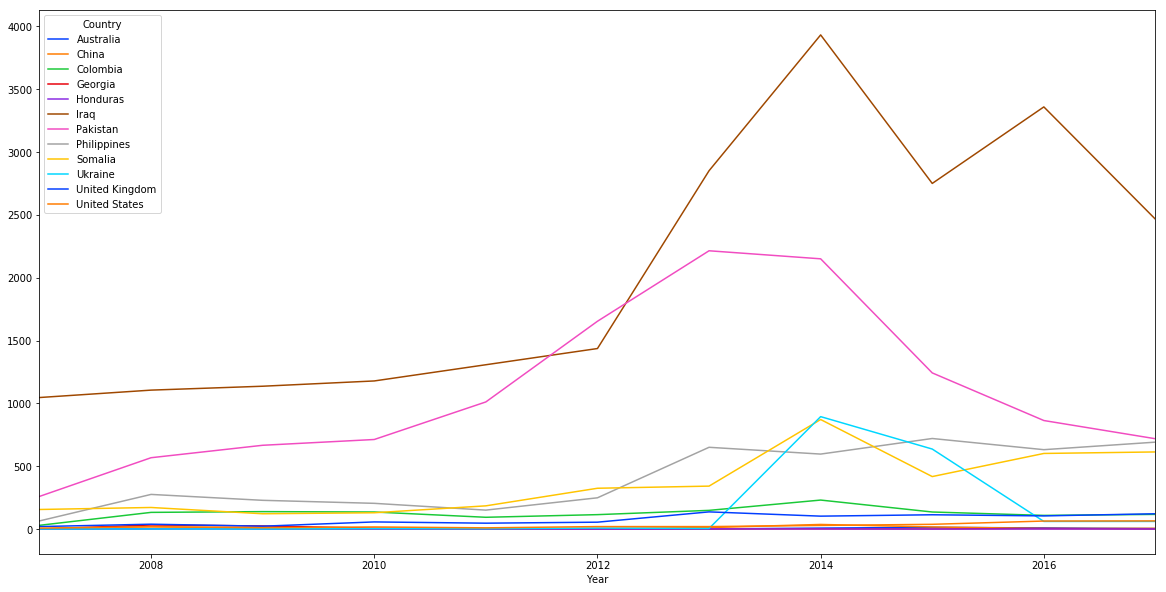 Country
Australia
China
Colombia
Georgia
Honduras
Iraq
Pakistan
Philippines
Somalia
Ukraine
United Kingdom
United States
4000
3500
3000
2500
2000
1500
1000
500
0
2008 2010 2012 2014 2016
Year